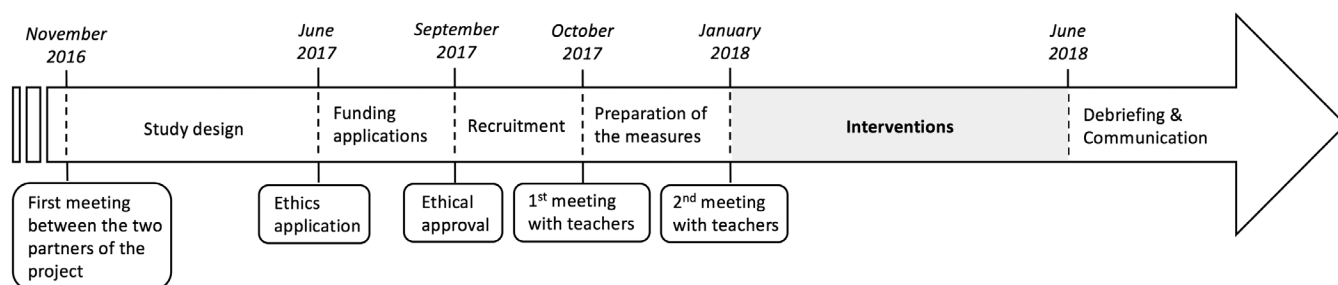 November
2016
June
2017
September
2017
October
2017
January
2018
June
2018
Study design
Funding
applications
Recruitment
Preparation of
the measures
Interventions
Debriefing &
Communication
First meeting
between the two
partners of the
project
Ethics
application
Ethical
approval
1st meeting
with teachers
2nd meeting
with teachers